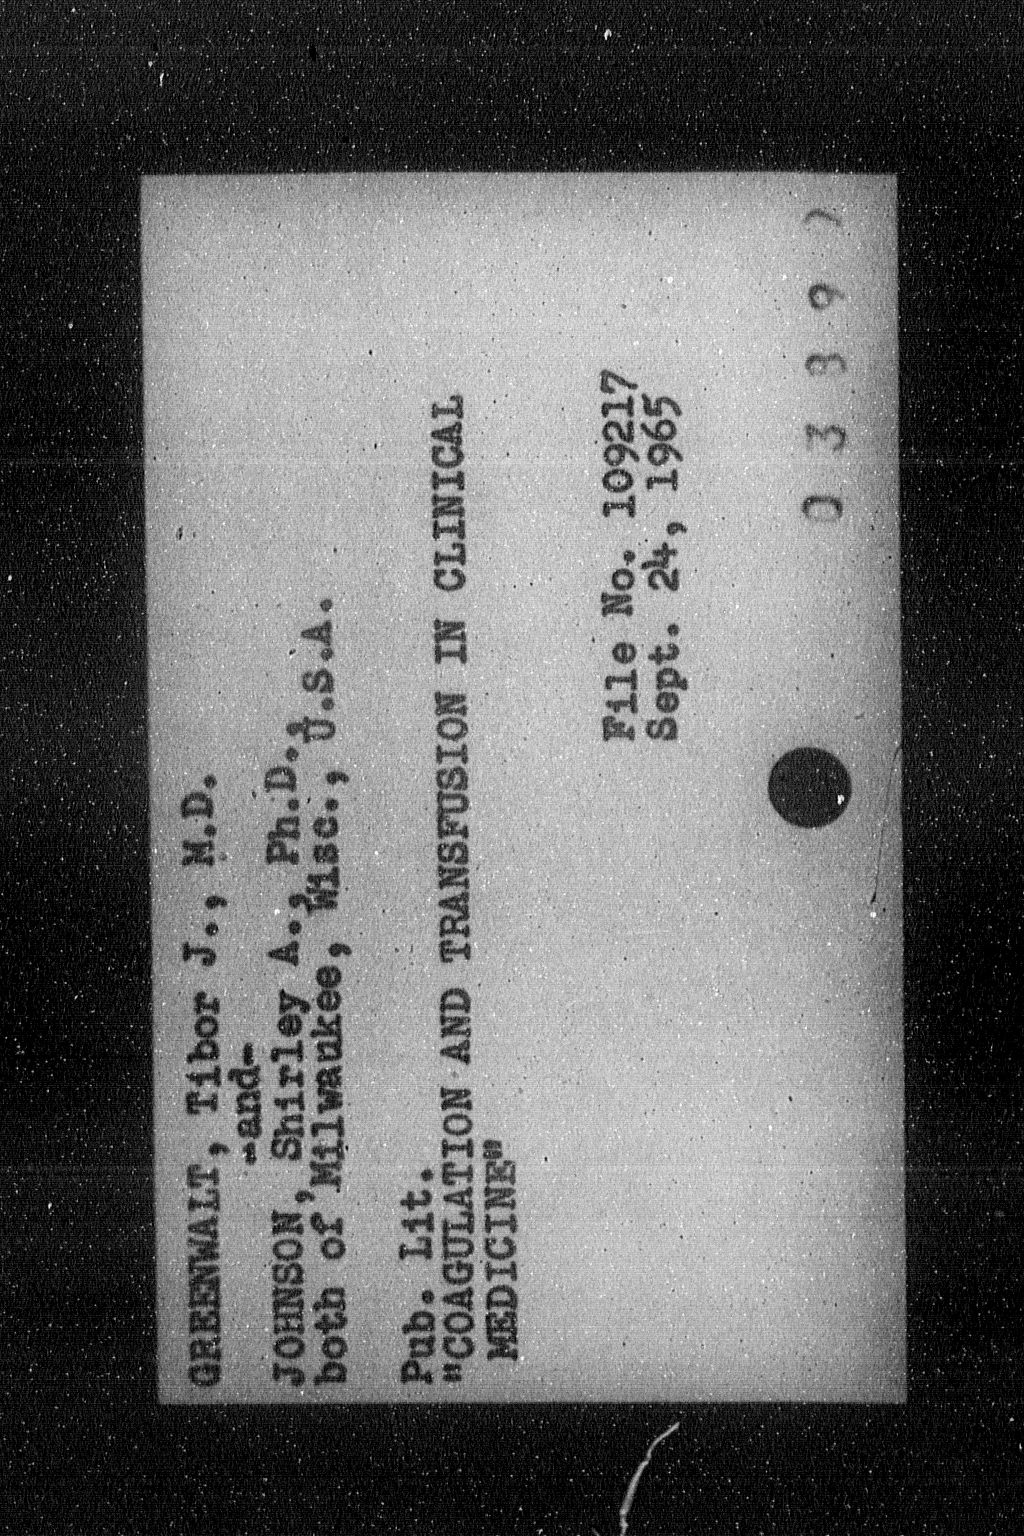 GREENWALT, Tibor J., M.D.
-and-
JOHNSON, Shirley A., Ph.D.,
both of Milwaukee, Wisc., U.S.A.
Pub. Lit.
"COAGULATION AND TRANSFUSION IN CLINICAL
MEDICINE"
File No. 109217
Sept. 24, 1965